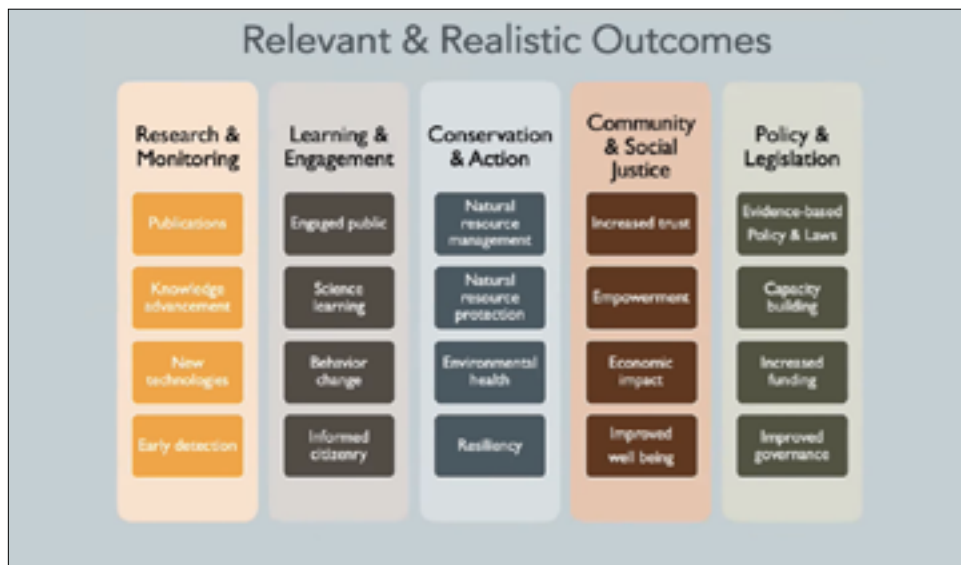 Relevant & Realistic Outcomes
Research &
Monitoring
Publications
Knowledge
advancement
New
technologies
Early detection
Learning &
Engagement
Engaged public
Science
learning
Behavior
change
Informed
citizenry
Conservation
& Action
Natural
resource
management
Natural
resource
protection
Environmental
health
Resiliency
Community
& Social
Justice
Increased trust
Empowerment
Economic
impact
Improved
well being
Policy &
Legislation
Evidence-based
Policy & Laws
Capacity
building
Increased
funding
Improved
governance